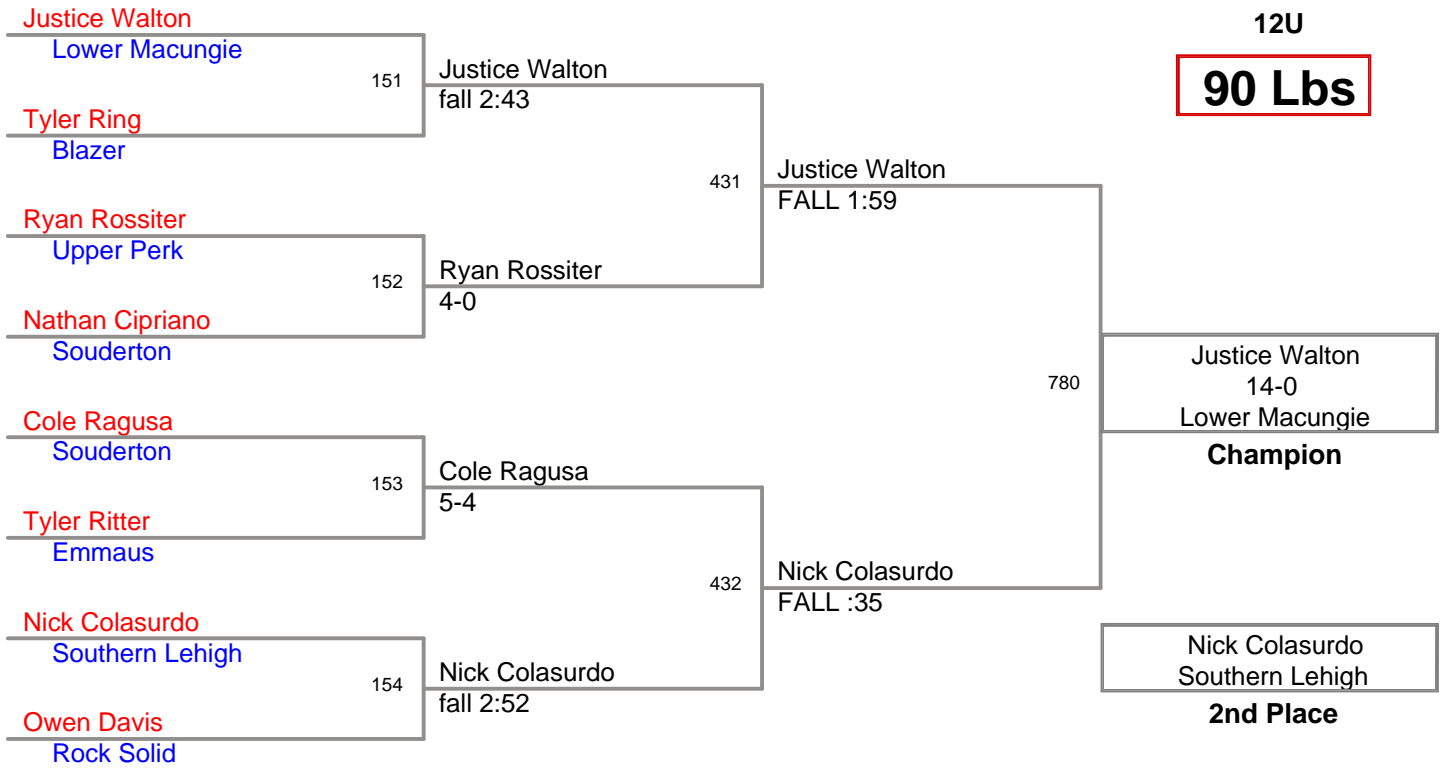 Justice Walton
Lower Macungie
151
Tyler Ring
Blazer
Ryan Rossiter
Upper Perk
152
Nathan Cipriano
Souderton
Cole Ragusa
Souderton
153
Tyler Ritter
Emmaus
Nick Colasurdo
Southern Lehigh
154
Owen Davis
Rock Solid
Justice Walton
fall 2:43
431
Ryan Rossiter
4-0
Cole Ragusa
5-4
432
Nick Colasurdo
fall 2:52
Justice Walton
FALL 1:59
780
Nick Colasurdo
FALL :35
12U
90 Lbs
Justice Walton
14-0
Lower Macungie
Champion
Nick Colasurdo
Southern Lehigh
2nd Place